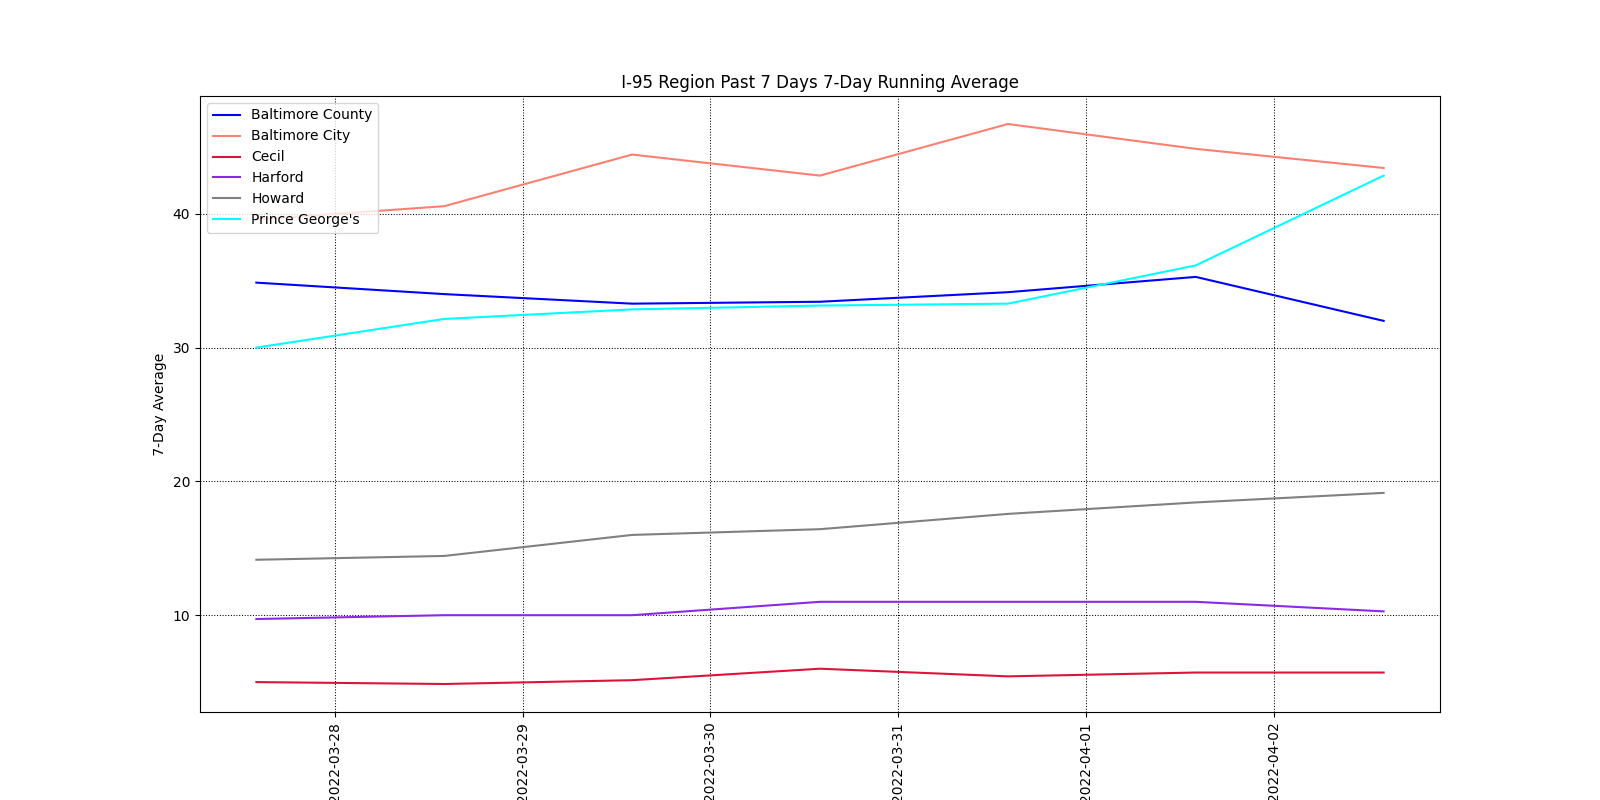 I-95 Region Past 7 Days 7-Day Running Average
Baltimore County
Baltimore City
Cecil
Harford
Howard
Prince George's
7-Day Average
40
30
20
10
2022-03-28
2022-03-29
2022-03-30
2022-03-31
2022-04-01
2022-04-02